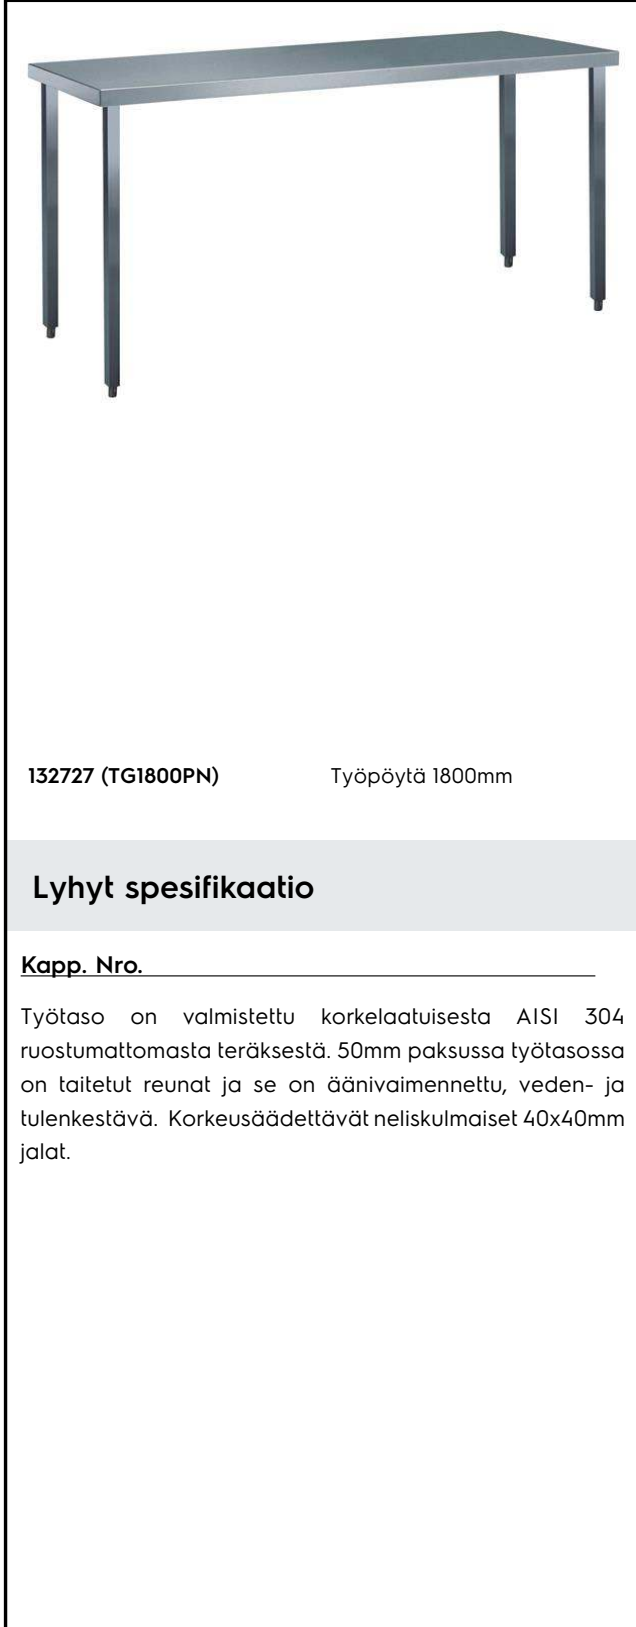 132727 (TG1800PN) Työpöytä 1800mm
Lyhyt spesifikaatio
Kapp. Nro.
Työtaso on valmistettu korkelaatuisesta AISI 304
ruostumattomasta teräksestä. 50mm paksussa työtasossa
on taitetut reunat ja se on äänivaimennettu, veden- ja
tulenkestävä. Korkeusäädettävät neliskulmaiset 40x40mm
jalat.